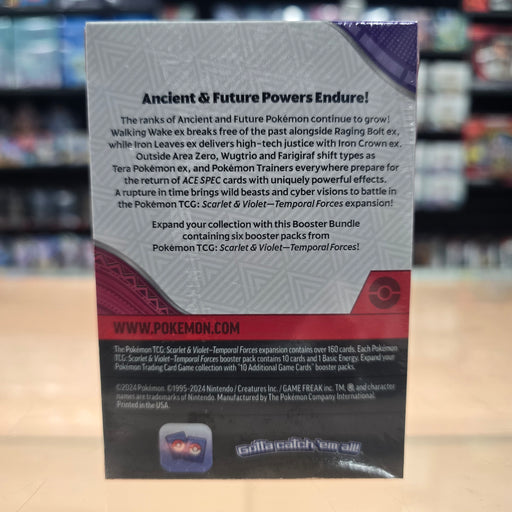 Ancient & Future Powers Endure!
The ranks of Ancient and Future Pokémon continue to grow!
Walking Wake ex breaks free of the past alongside Raging Bolt ex,
while Iron Leaves ex delivers high-tech justice with Iron Crown ex.
Outside Area Zero, Wugtrio and Farigiraf shift types as
Tera Pokémon ex, and Pokémon Trainers everywhere prepare for
the return of ACE SPEC cards with uniquely powerful effects.
A rupture in time brings wild beasts and cyber visions to battle in
the Pokémon TCG: Scarlet & Violet—Temporal Forces expansion!
Expand your collection with this Booster Bundle
containing six booster packs from
Pokémon TCG: Scarlet & Violet—Temporal Forces!
WWW.POKEMON.COM
The Pokémon TCG: Scarlet & Violet—Temporal Forces expansion contains over 160 cards. Each Pokémon
TCG: Scarlet & Violet—Temporal Forces booster pack contains 10 cards and 1 Basic Energy. Expand your
Pokémon Trading Card Game collection with "10 Additional Game Cards" booster packs.
©2024 Pokémon. ©1995-2024 Nintendo / Creatures Inc. / GAME FREAK inc. TM, ® and character
names are trademarks of Nintendo. Manufactured by The Pokémon Company International.
Printed in the USA.
Gotta catch 'em all!